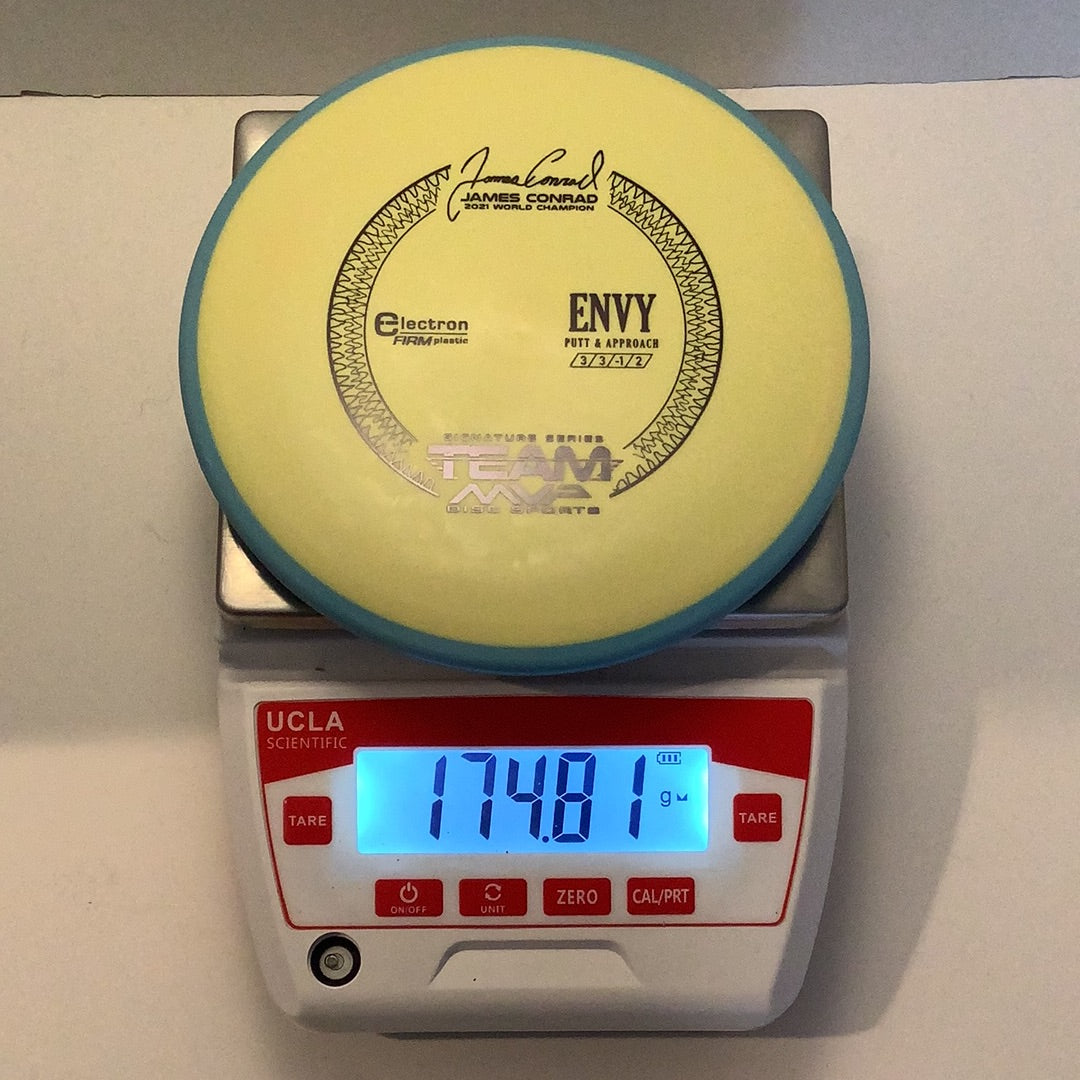 James Conrad
JAMES CONRAD
2021 WORLD CHAMPION
Electron
FIRM plastic
ENVY
PUTT & APPROACH
3/3/-1/2
SIGNATURE SERIES
TEAM
MVP
DISC SPORTS
UCLA
SCIENTIFIC
174.81
g
TARE
TARE
ON/OFF
UNIT
ZERO
CAL/PRT